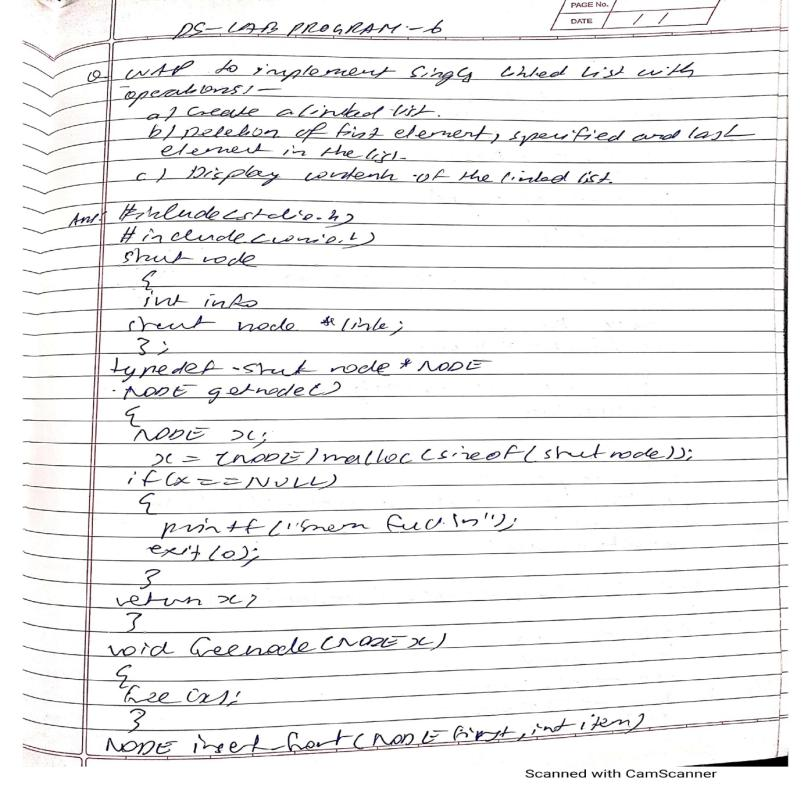 PAGE No.
DATE / /
DS-LAB PROGRAM-6
Q WAP to implement Singly linked list with
operations:-
a) Create a linked list.
b) Deletion of first element, specified and last
element in the list.
c) Display content of the linked list.
Ans: #include<stdio.h>
#include<conio.h>
struct node
{
int info
struct node *link;
};
typedef struct node * NODE
NODE getnode()
{
NODE x;
x = (NODE)malloc(sizeof(struct node));
if(x==NULL)
{
printf("mem full\n");
exit(0);
}
return x;
}
void freenode(NODE x)
{
free(x);
}
NODE insert_front(NODE first, int item)
Scanned with CamScanner